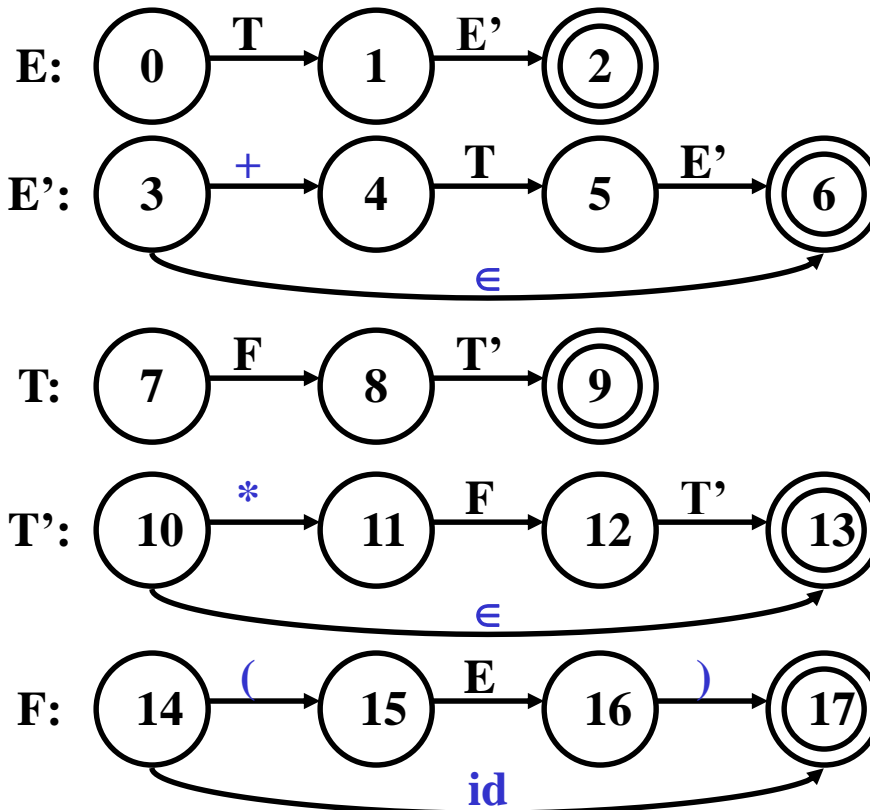 T E’
E: 0 1 2
+ T E’
E’: 3 4 5 6
∈
F T’
T: 7 8 9
* F T’
T’: 10 11 12 13
∈
( E )
F: 14 15 16 17
id